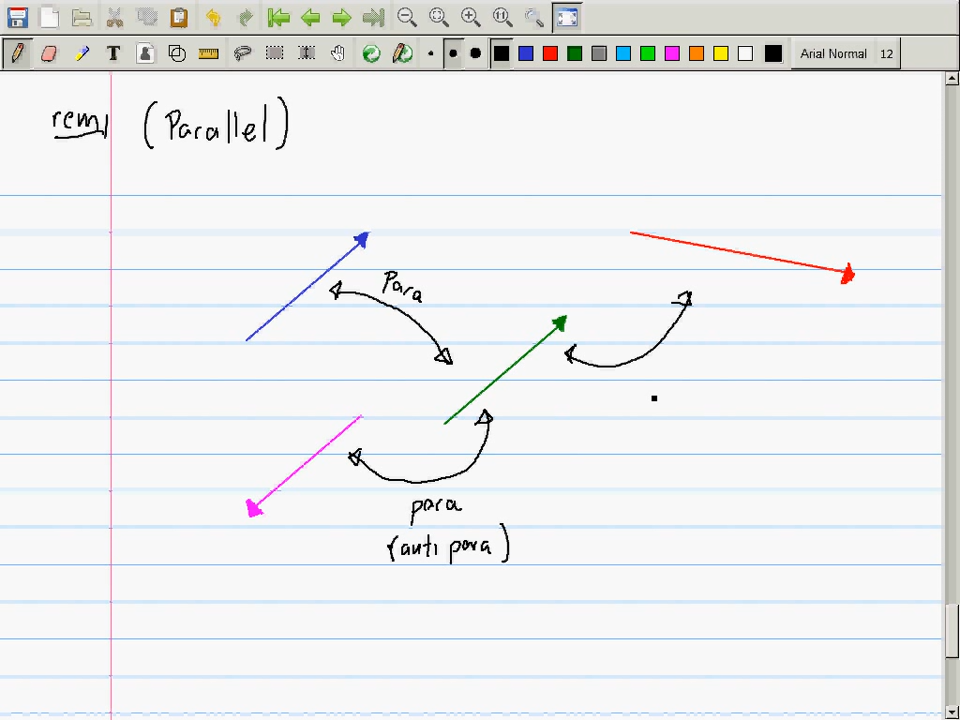 Arial Normal 12
rem (Parallel)
Para
para
(anti para)